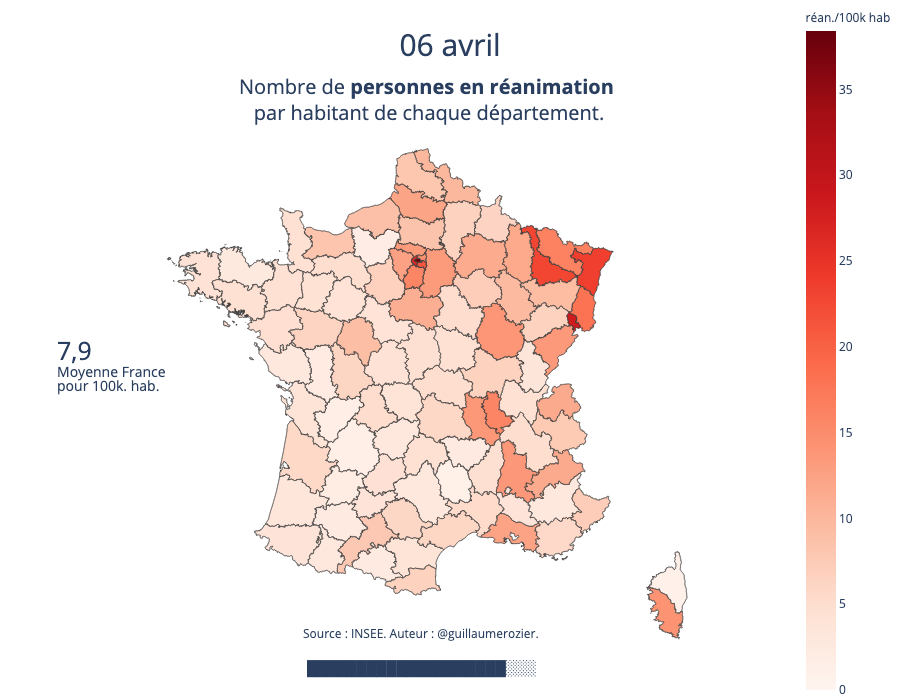 réan./100k hab
06 avril
Nombre de personnes en réanimation
par habitant de chaque département.
35
30
25
20
15
10
5
0
7,9
Moyenne France
pour 100k. hab.
Source : INSEE. Auteur : @guillaumerozier.